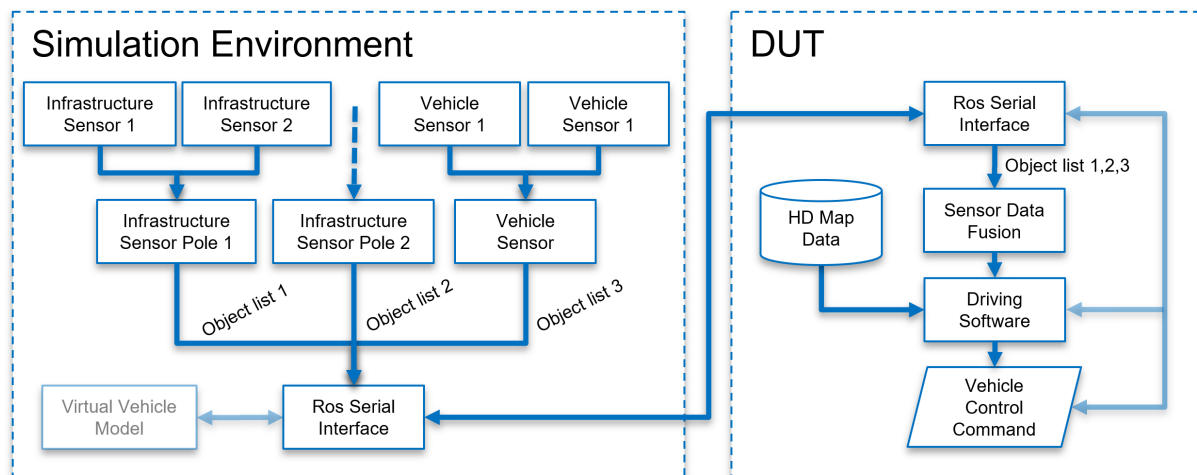 Simulation Environment
DUT
Infrastructure
Sensor 1
Infrastructure
Sensor 2
Vehicle
Sensor 1
Vehicle
Sensor 1
Ros Serial
Interface
Object list 1,2,3
Infrastructure
Sensor Pole 1
Infrastructure
Sensor Pole 2
Vehicle
Sensor
HD Map
Data
Sensor Data
Fusion
Object list 1
Object list 2
Object list 3
Driving
Software
Virtual Vehicle
Model
Ros Serial
Interface
Vehicle
Control
Command